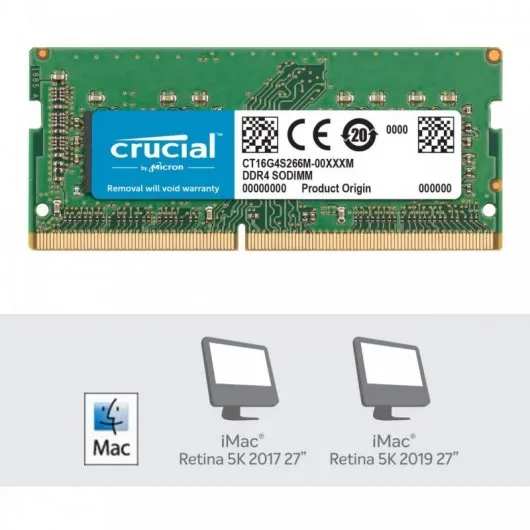 1885 A
crucial
by Micron
Removal will void warranty
CE 20 0000
CT16G4S266M-00XXXM
DDR4 SODIMM
00000000 Product Origin 000000
Mac
iMac®
Retina 5K 2017 27”
iMac®
Retina 5K 2019 27”